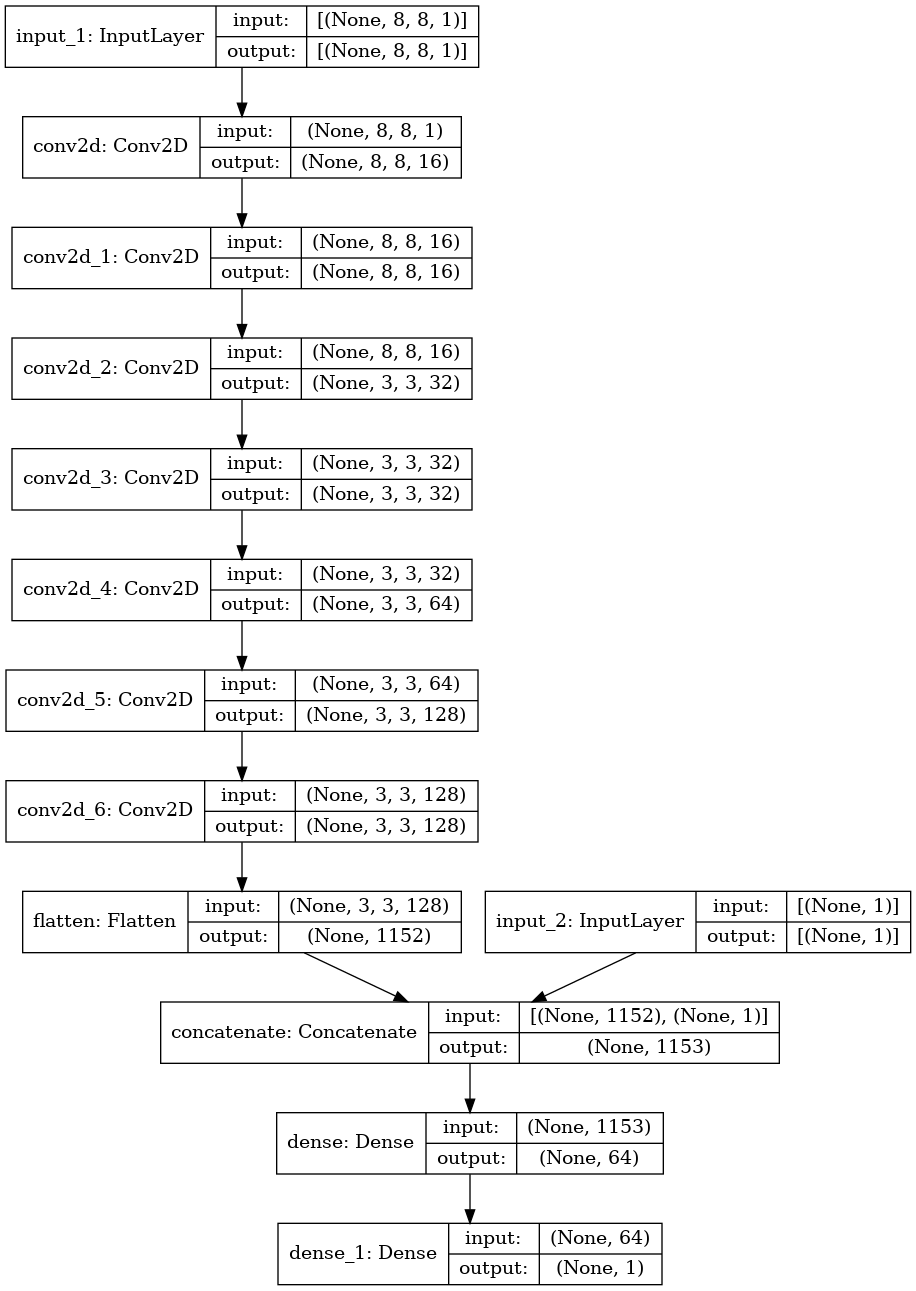 input_1: InputLayer
input: [(None, 8, 8, 1)]
output: [(None, 8, 8, 1)]
conv2d: Conv2D
input: (None, 8, 8, 1)
output: (None, 8, 8, 16)
conv2d_1: Conv2D
input: (None, 8, 8, 16)
output: (None, 8, 8, 16)
conv2d_2: Conv2D
input: (None, 8, 8, 16)
output: (None, 3, 3, 32)
conv2d_3: Conv2D
input: (None, 3, 3, 32)
output: (None, 3, 3, 32)
conv2d_4: Conv2D
input: (None, 3, 3, 32)
output: (None, 3, 3, 64)
conv2d_5: Conv2D
input: (None, 3, 3, 64)
output: (None, 3, 3, 128)
conv2d_6: Conv2D
input: (None, 3, 3, 128)
output: (None, 3, 3, 128)
flatten: Flatten
input: (None, 3, 3, 128)
output: (None, 1152)
input_2: InputLayer
input: [(None, 1)]
output: [(None, 1)]
concatenate: Concatenate
input: [(None, 1152), (None, 1)]
output: (None, 1153)
dense: Dense
input: (None, 1153)
output: (None, 64)
dense_1: Dense
input: (None, 64)
output: (None, 1)